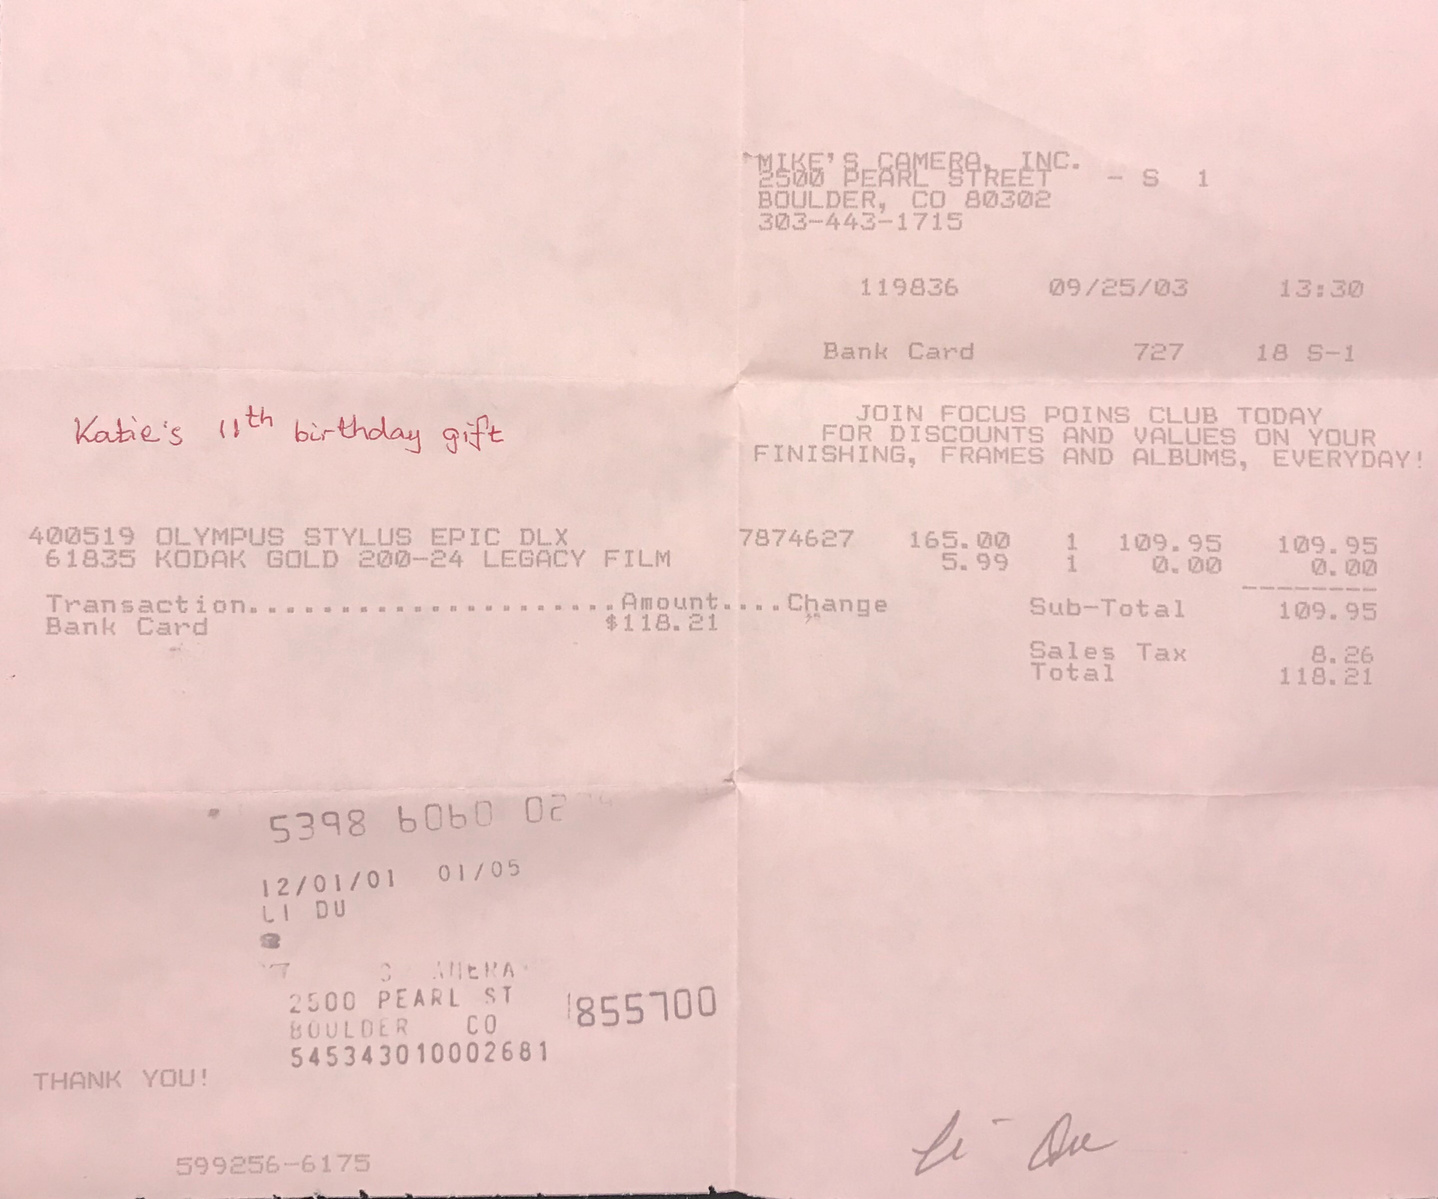 MIKE'S CAMERA, INC.
2500 PEARL STREET - S 1
BOULDER, CO 80302
303-443-1715
119836 09/25/03 13:30
Bank Card 727 18 S-1
JOIN FOCUS POINS CLUB TODAY
FOR DISCOUNTS AND VALUES ON YOUR
FINISHING, FRAMES AND ALBUMS, EVERYDAY!
Katie's 11th birthday gift
400519 OLYMPUS STYLUS EPIC DLX 7874627 165.00 1 109.95 109.95
61835 KODAK GOLD 200-24 LEGACY FILM 5.99 1 0.00 0.00
Transaction.....................Amount....Change Sub-Total 109.95
Bank Card $118.21
Sales Tax 8.26
Total 118.21
5398 6060 02
12/01/01 01/05
LI DU
2500 PEARL ST
1855700
BOULDER CO
545343010002681
THANK YOU!
Li Du
599256-6175